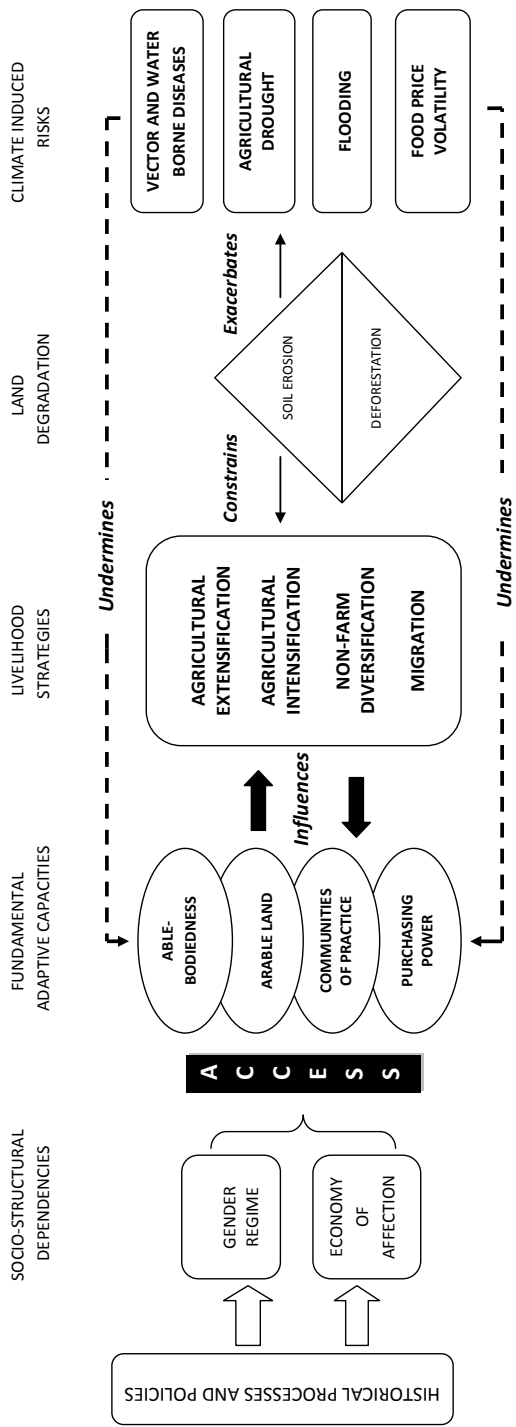 SOCIO-STRUCTURAL
DEPENDENCIES
FUNDAMENTAL
ADAPTIVE CAPACITIES
LIVELIHOOD
STRATEGIES
LAND
DEGRADATION
CLIMATE INDUCED
RISKS
HISTORICAL PROCESSES AND POLICIES
GENDER
REGIME
ECONOMY
OF
AFFECTION
A
C
C
E
S
S
ABLE-
BODIEDNESS
ARABLE LAND
COMMUNITIES
OF PRACTICE
PURCHASING
POWER
Influences
Undermines
AGRICULTURAL
EXTENSIFICATION
AGRICULTURAL
INTENSIFICATION
NON-FARM
DIVERSIFICATION
MIGRATION
Undermines
Constrains
Exacerbates
SOIL EROSION
DEFORESTATION
VECTOR AND WATER
BORNE DISEASES
AGRICULTURAL
DROUGHT
FLOODING
FOOD PRICE
VOLATILITY